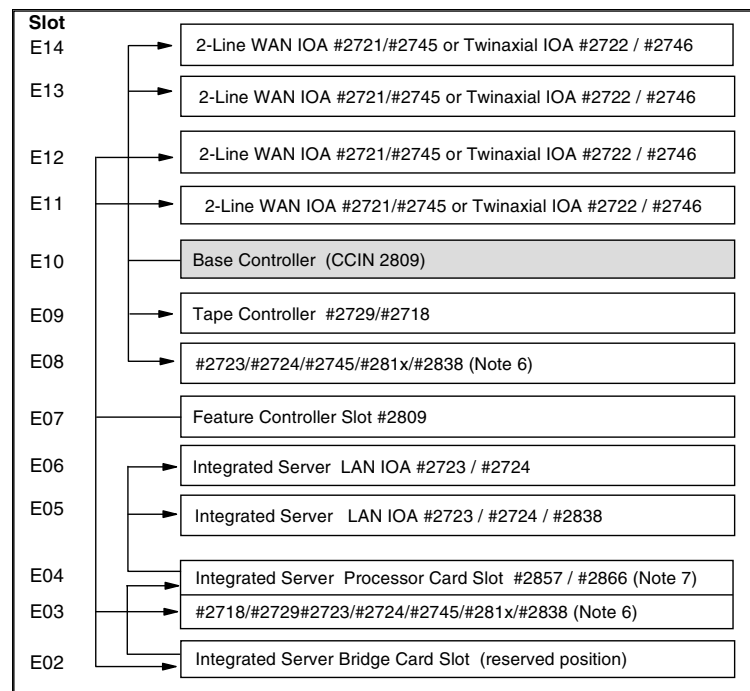 Slot
E14 2-Line WAN IOA #2721/#2745 or Twinaxial IOA #2722 / #2746
E13 2-Line WAN IOA #2721/#2745 or Twinaxial IOA #2722 / #2746
E12 2-Line WAN IOA #2721/#2745 or Twinaxial IOA #2722 / #2746
E11 2-Line WAN IOA #2721/#2745 or Twinaxial IOA #2722 / #2746
E10 Base Controller (CCIN 2809)
E09 Tape Controller #2729/#2718
E08 #2723/#2724/#2745/#281x/#2838 (Note 6)
E07 Feature Controller Slot #2809
E06 Integrated Server LAN IOA #2723 / #2724
E05 Integrated Server LAN IOA #2723 / #2724 / #2838
E04 Integrated Server Processor Card Slot #2857 / #2866 (Note 7)
E03 #2718/#2729#2723/#2724/#2745/#281x/#2838 (Note 6)
E02 Integrated Server Bridge Card Slot (reserved position)